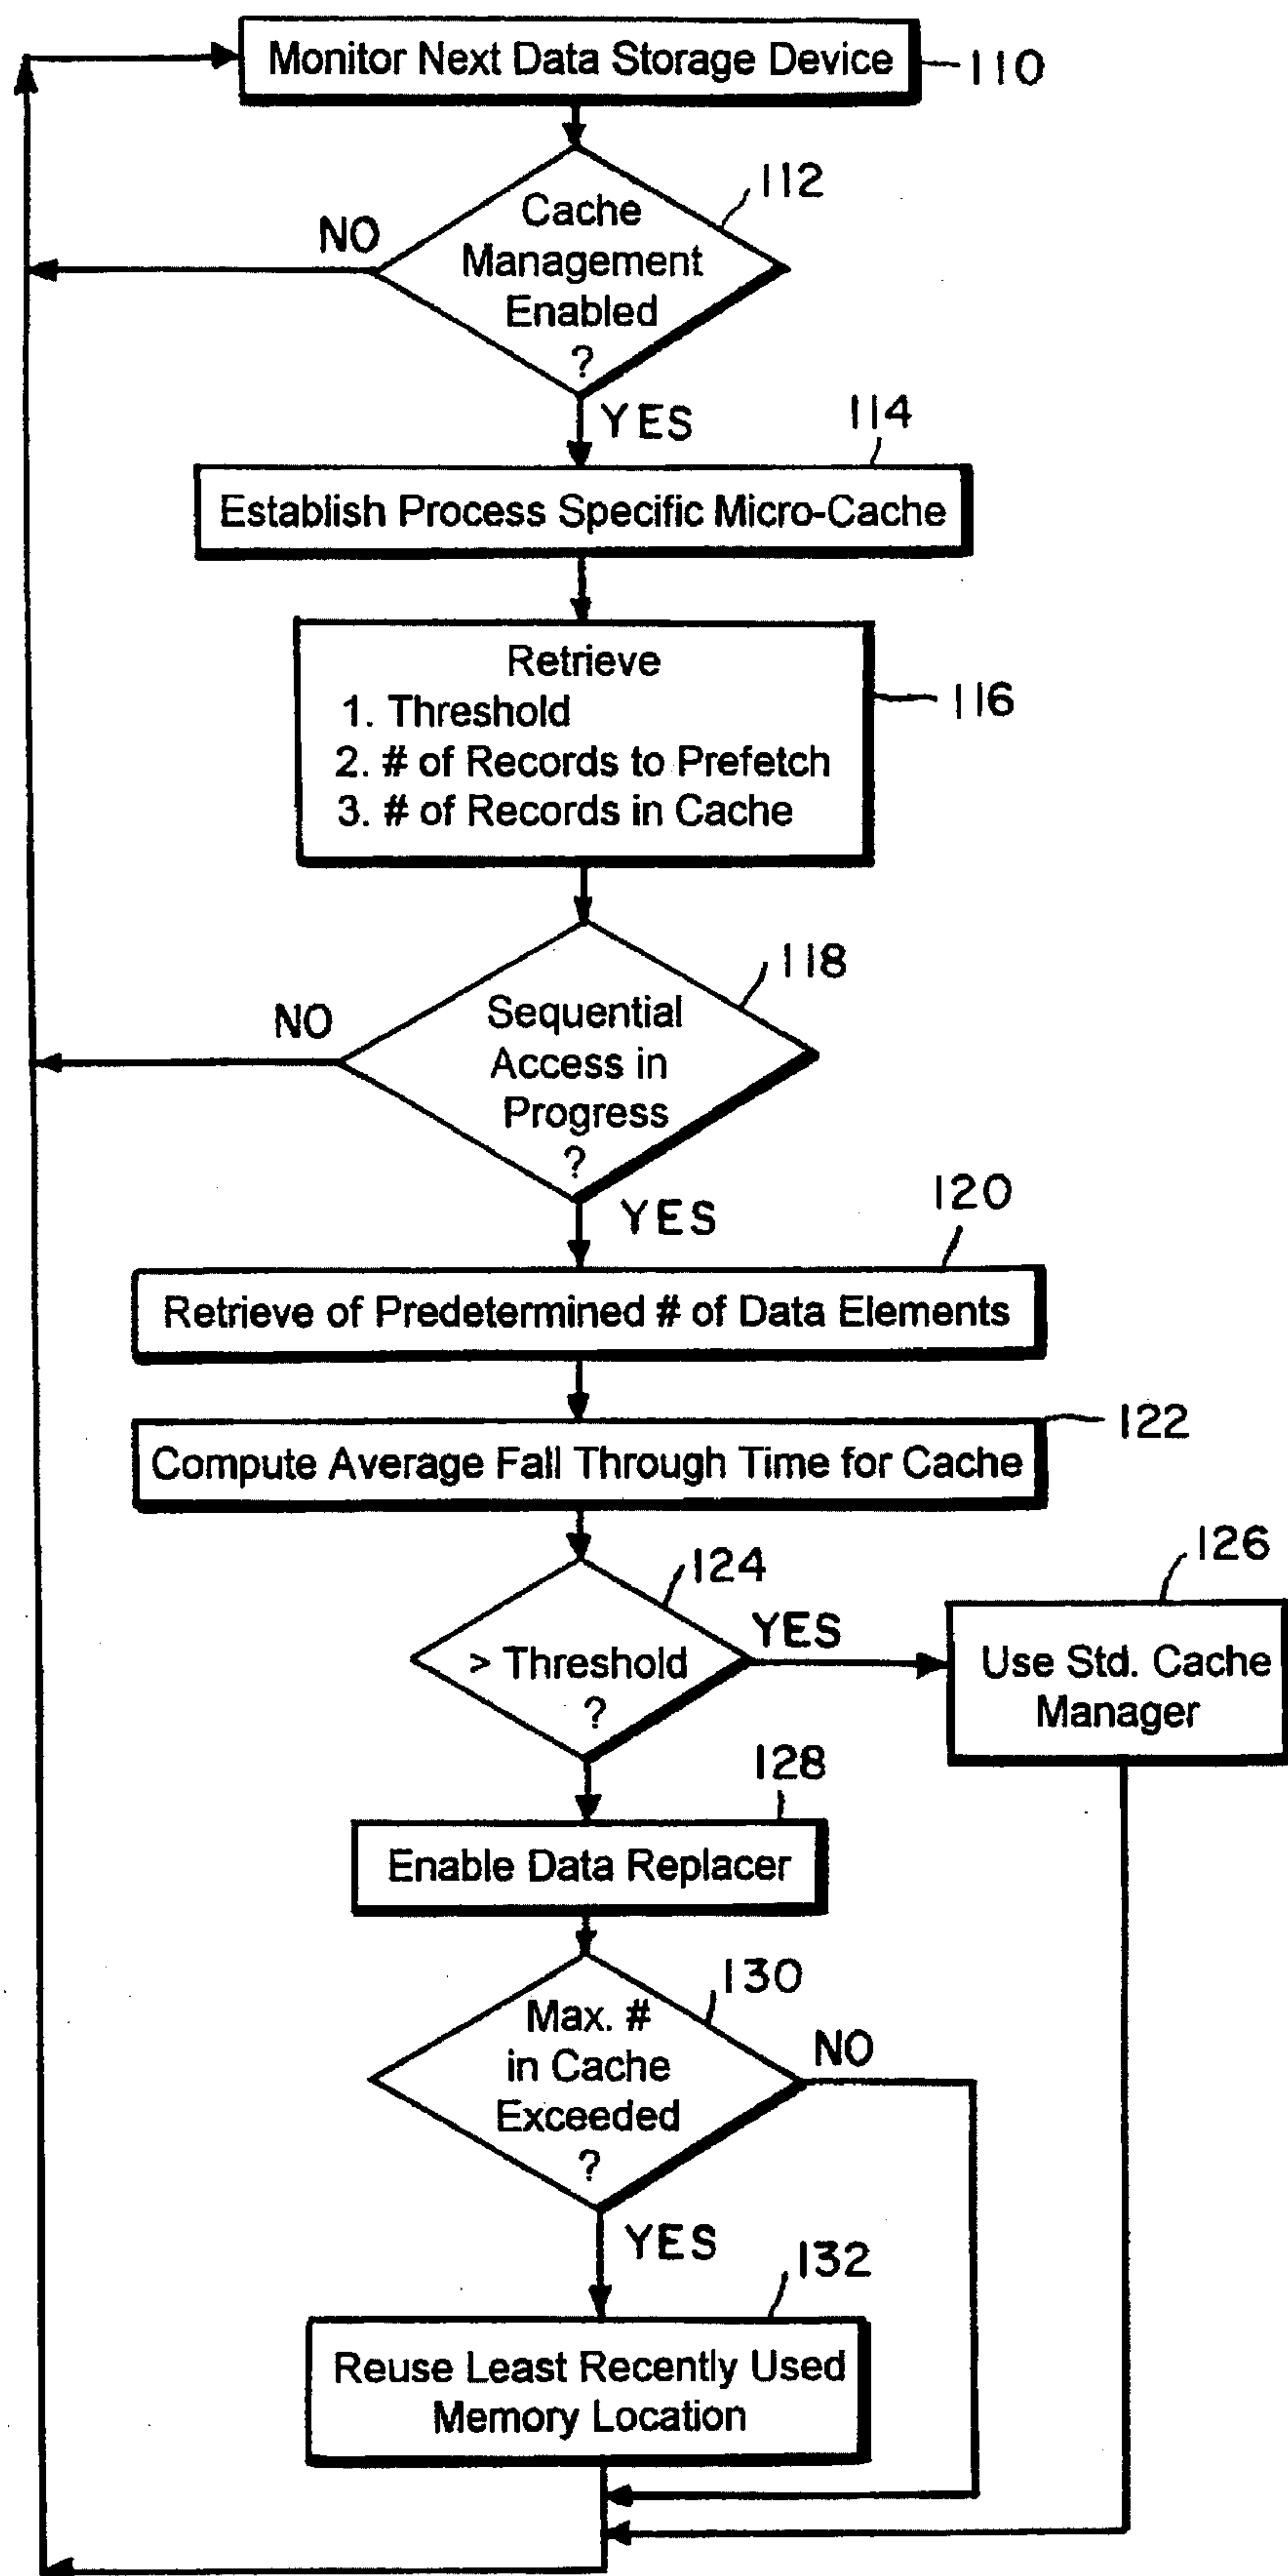 Monitor Next Data Storage Device
110
112
Cache
Management
Enabled
?
NO
YES
114
Establish Process Specific Micro-Cache
Retrieve
1. Threshold
2. # of Records to Prefetch
3. # of Records in Cache
116
118
Sequential
Access in
Progress
?
NO
YES
120
Retrieve of Predetermined # of Data Elements
122
Compute Average Fall Through Time for Cache
124
> Threshold
?
YES
126
Use Std. Cache
Manager
128
Enable Data Replacer
130
Max. #
in Cache
Exceeded
?
NO
YES
132
Reuse Least Recently Used
Memory Location